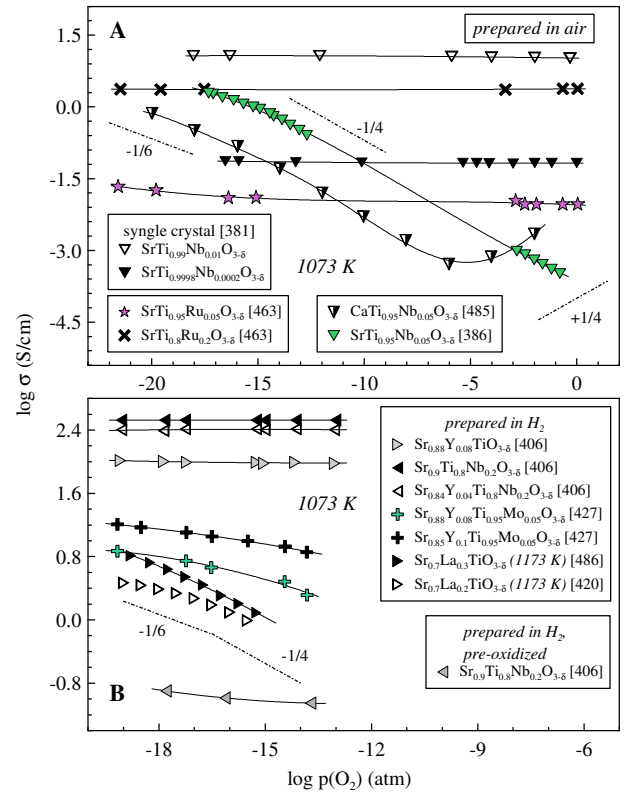 A
prepared in air
1.5
0.0
-1.5
-3.0
-4.5
-1/4
-1/6
+1/4
1073 K
syngle crystal [381]
SrTi0.99Nb0.01O3-δ
SrTi0.9998Nb0.0002O3-δ
SrTi0.95Ru0.05O3-δ [463]
SrTi0.8Ru0.2O3-δ [463]
CaTi0.95Nb0.05O3-δ [485]
SrTi0.95Nb0.05O3-δ [386]
-20 -15 -10 -5 0
log σ (S/cm)
2.4
1.6
0.8
0.0
-0.8
1073 K
prepared in H2
Sr0.88Y0.08TiO3-δ [406]
Sr0.9Ti0.8Nb0.2O3-δ [406]
Sr0.84Y0.04Ti0.8Nb0.2O3-δ [406]
Sr0.88Y0.08Ti0.95Mo0.05O3-δ [427]
Sr0.85Y0.1Ti0.95Mo0.05O3-δ [427]
Sr0.7La0.3TiO3-δ (1173 K) [486]
Sr0.7La0.2TiO3-δ (1173 K) [420]
-1/6
-1/4
prepared in H2,
pre-oxidized
Sr0.9Ti0.8Nb0.2O3-δ [406]
B
-18 -15 -12 -9 -6
log p(O2) (atm)